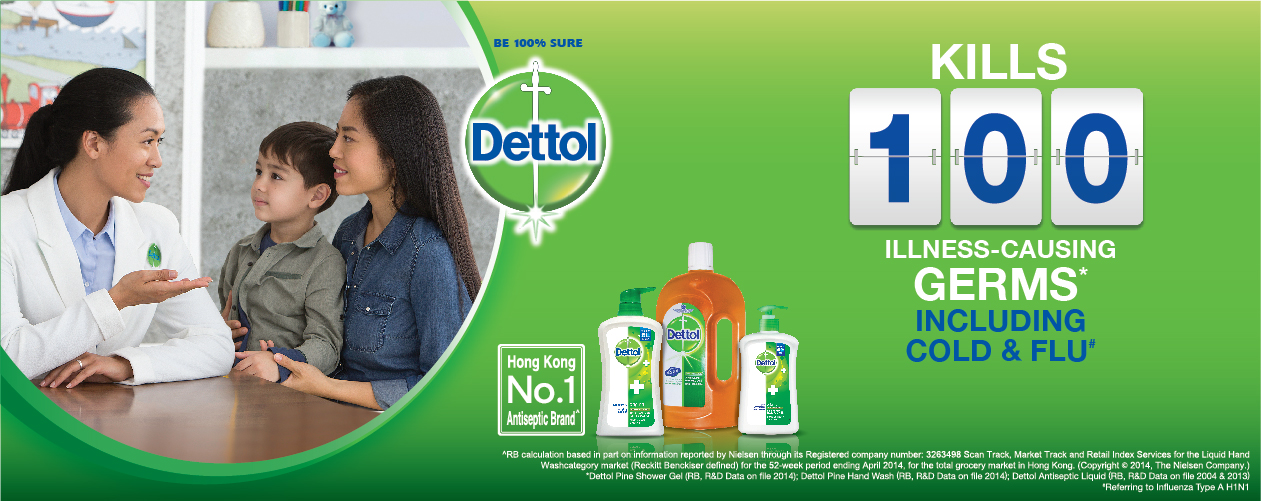 BE 100% SURE
Dettol
KILLS
100
ILLNESS-CAUSING
GERMS*
INCLUDING
COLD & FLU#
Hong Kong
No.1
Antiseptic Brand^
Dettol
Dettol
Dettol
^RB calculation based in part on information reported by Nielsen through its Registered company number: 3263498 Scan Track, Market Track and Retail Index Services for the Liquid Hand
Washcategory market (Reckitt Benckiser defined) for the 52-week period ending April 2014, for the total grocery market in Hong Kong. (Copyright © 2014, The Nielsen Company.)
*Dettol Pine Shower Gel (RB, R&D Data on file 2014); Dettol Pine Hand Wash (RB, R&D Data on file 2014); Dettol Antiseptic Liquid (RB, R&D Data on file 2004 & 2013)
#Referring to Influenza Type A H1N1